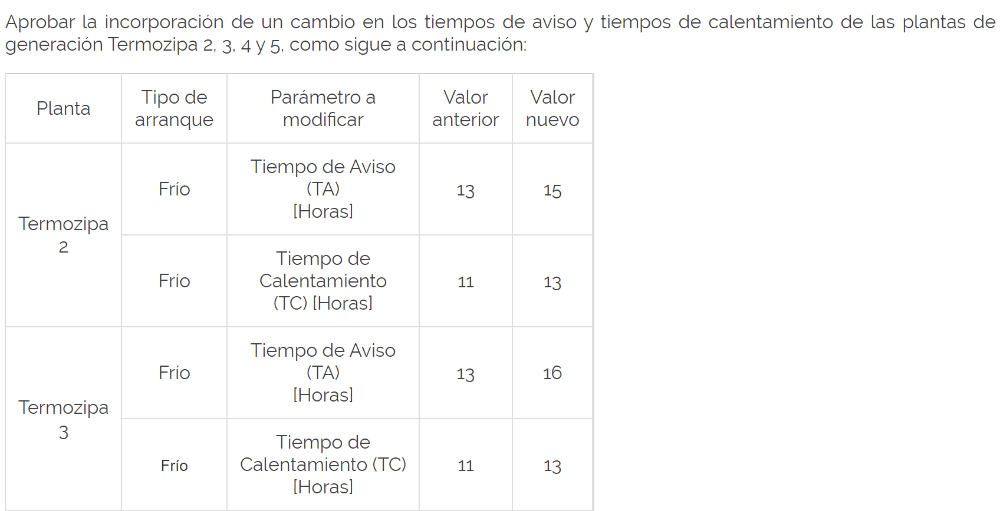 Aprobar la incorporación de un cambio en los tiempos de aviso y tiempos de calentamiento de las plantas de
generación Termozipa 2, 3, 4 y 5, como sigue a continuación:
Planta
Tipo de
arranque
Parámetro a
modificar
Valor
anterior
Valor
nuevo
Termozipa
2
Frío
Tiempo de Aviso
(TA)
[Horas]
13
15
Frío
Tiempo de
Calentamiento
(TC) [Horas]
11
13
Termozipa
3
Frío
Tiempo de Aviso
(TA)
[Horas]
13
16
Frío
Tiempo de
Calentamiento (TC)
[Horas]
11
13